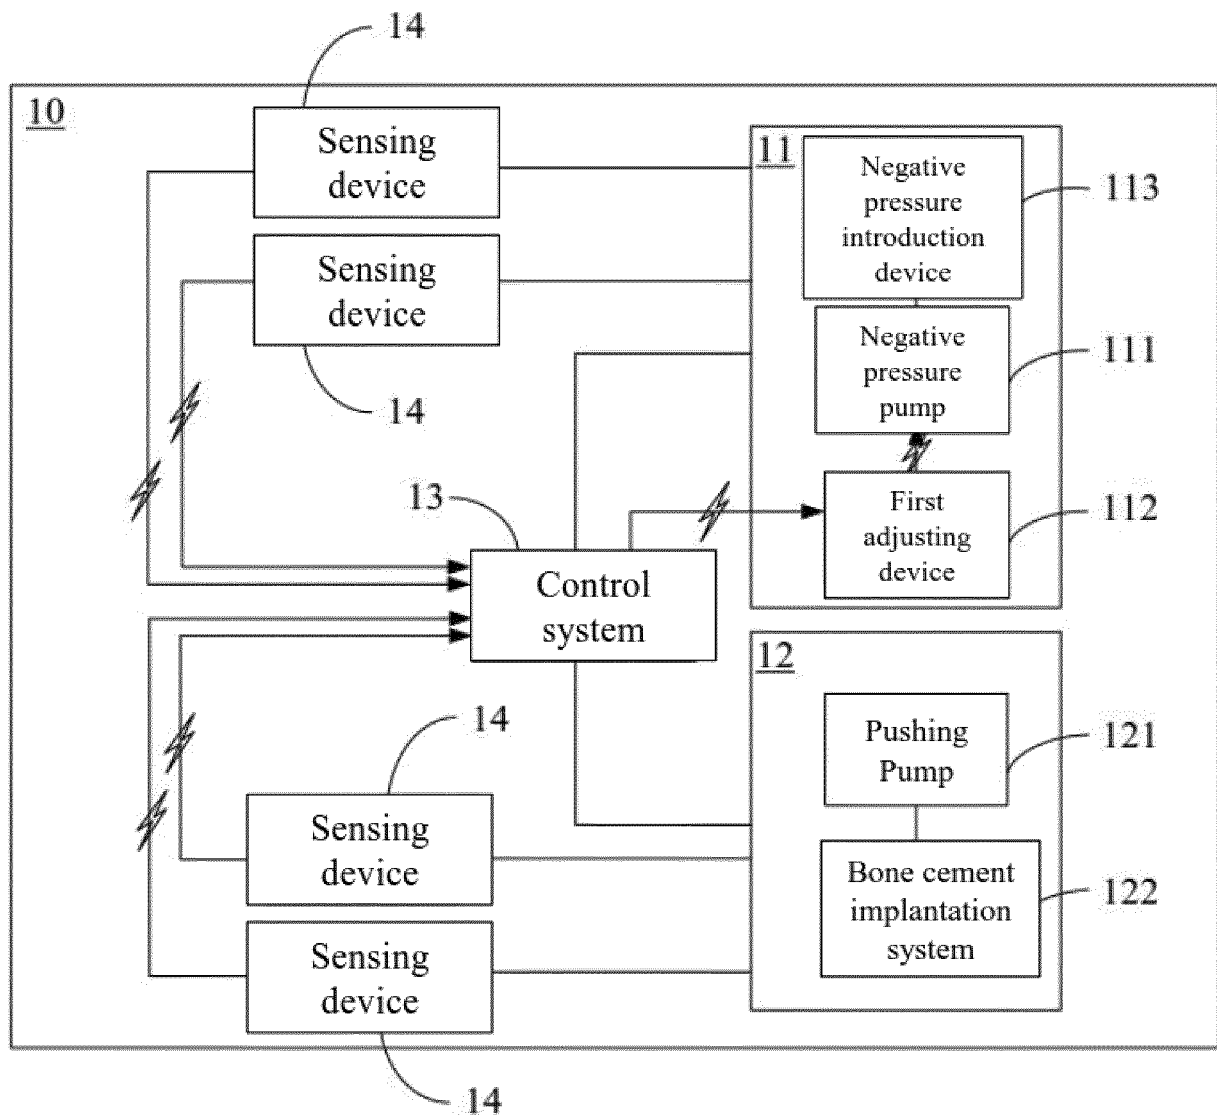 14
10
Sensing
device
11
Negative
pressure
introduction
device
113
Sensing
device
Negative
pressure
pump
111
14
13
First
adjusting
device
112
Control
system
12
14
Pushing
Pump
121
Sensing
device
Bone cement
implantation
system
122
Sensing
device
14